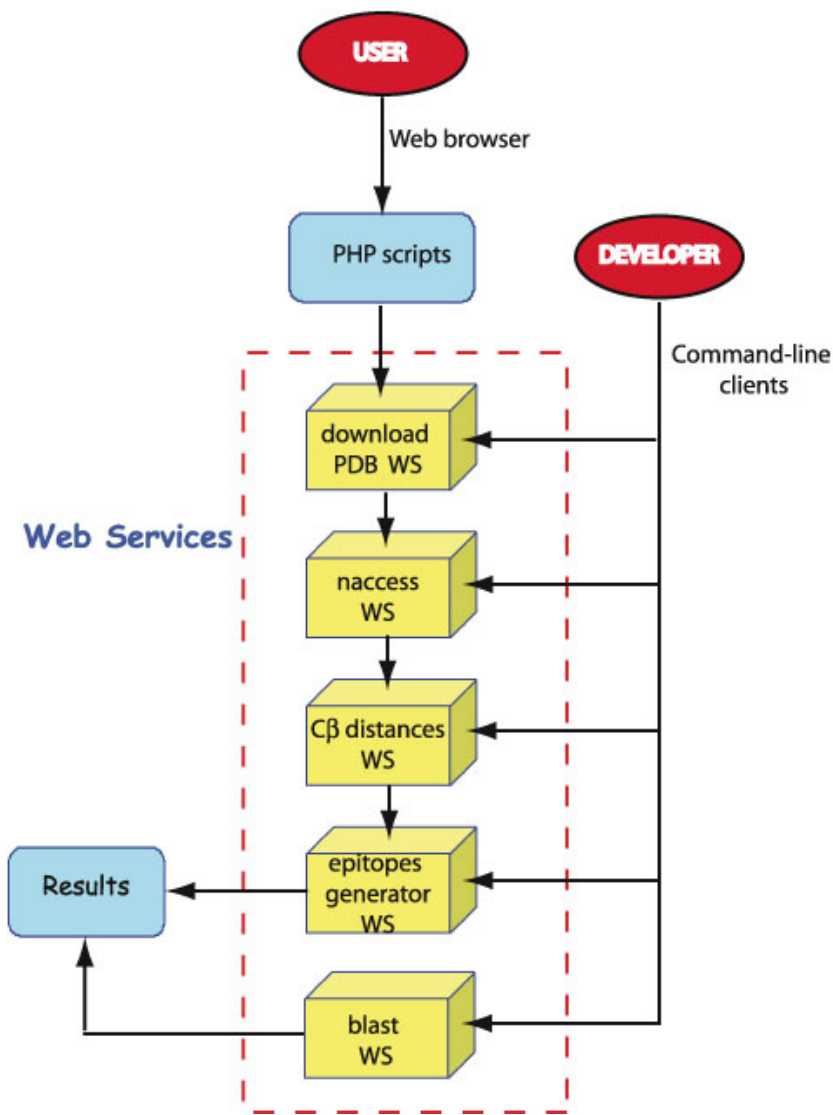 USER
Web browser
PHP scripts
DEVELOPER
Command-line
clients
download
PDB WS
Web Services
naccess
WS
Cβ distances
WS
epitopes
generator
WS
Results
blast
WS